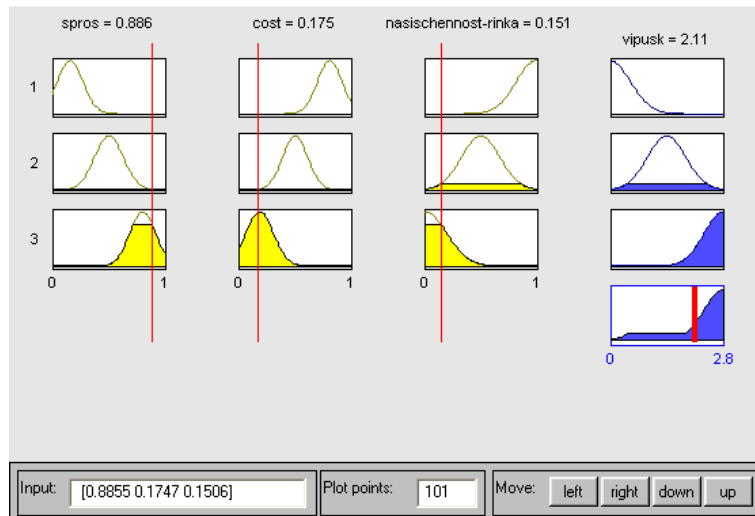 spros = 0.886 cost = 0.175 nasischennost-rinka = 0.151 vipusk = 2.11
1
2
3
0 1 0 1 0 1
0 2.8
Input: [0.8855 0.1747 0.1506] Plot points: 101 Move: left right down up